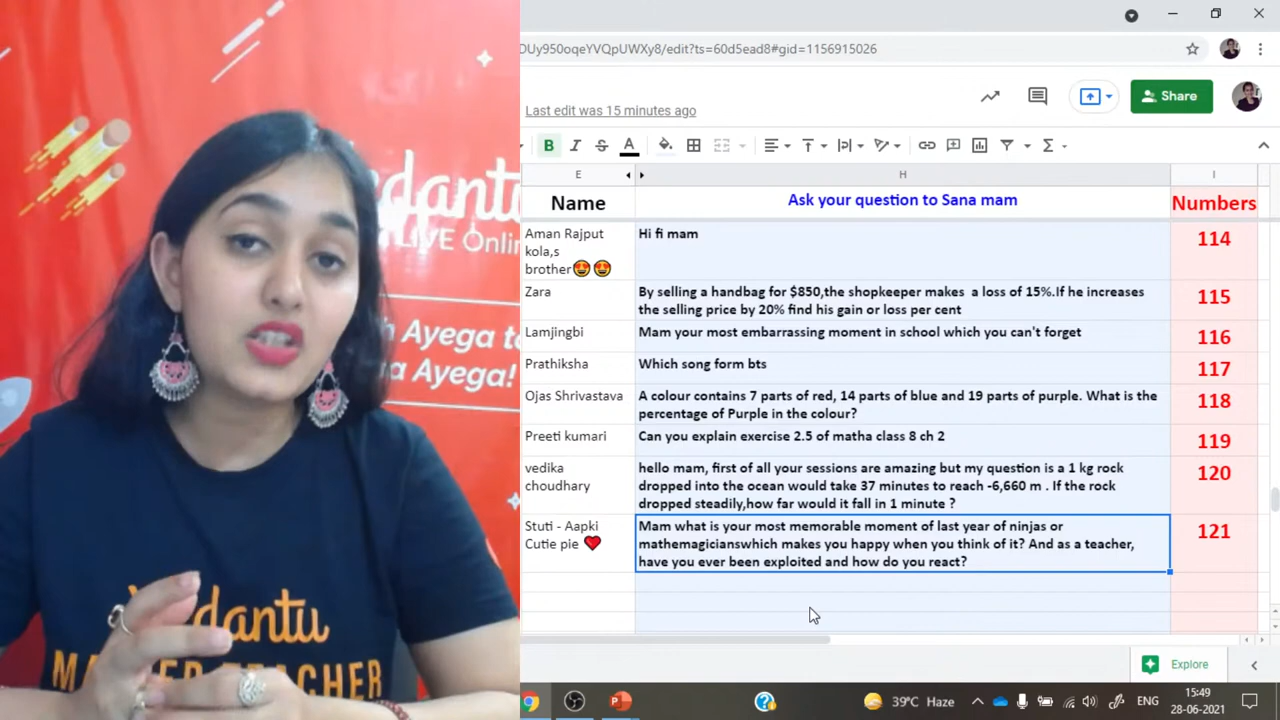 edantu
LIVE Onlin
h Ayega to
a Ayega!
Vedantu
MASTER TEACHER
DUy950oqeYVQpUWXy8/edit?ts=60d5ead8#gid=1156915026
Last edit was 15 minutes ago
Share
B I S A
E H I
Name Ask your question to Sana mam Numbers
Aman Rajput
kola,s
brother😍😍
Hi fi mam
114
Zara
By selling a handbag for $850,the shopkeeper makes a loss of 15%.If he increases
the selling price by 20% find his gain or loss per cent
115
Lamjingbi
Mam your most embarrassing moment in school which you can't forget
116
Prathiksha
Which song form bts
117
Ojas Shrivastava
A colour contains 7 parts of red, 14 parts of blue and 19 parts of purple. What is the
percentage of Purple in the colour?
118
Preeti kumari
Can you explain exercise 2.5 of matha class 8 ch 2
119
vedika
choudhary
hello mam, first of all your sessions are amazing but my question is a 1 kg rock
dropped into the ocean would take 37 minutes to reach -6,660 m . If the rock
dropped steadily,how far would it fall in 1 minute ?
120
Stuti - Aapki
Cutie pie ❤
Mam what is your most memorable moment of last year of ninjas or
mathemagicianswhich makes you happy when you think of it? And as a teacher,
have you ever been exploited and how do you react?
121
Explore
39°C Haze
ENG
15:49
28-06-2021